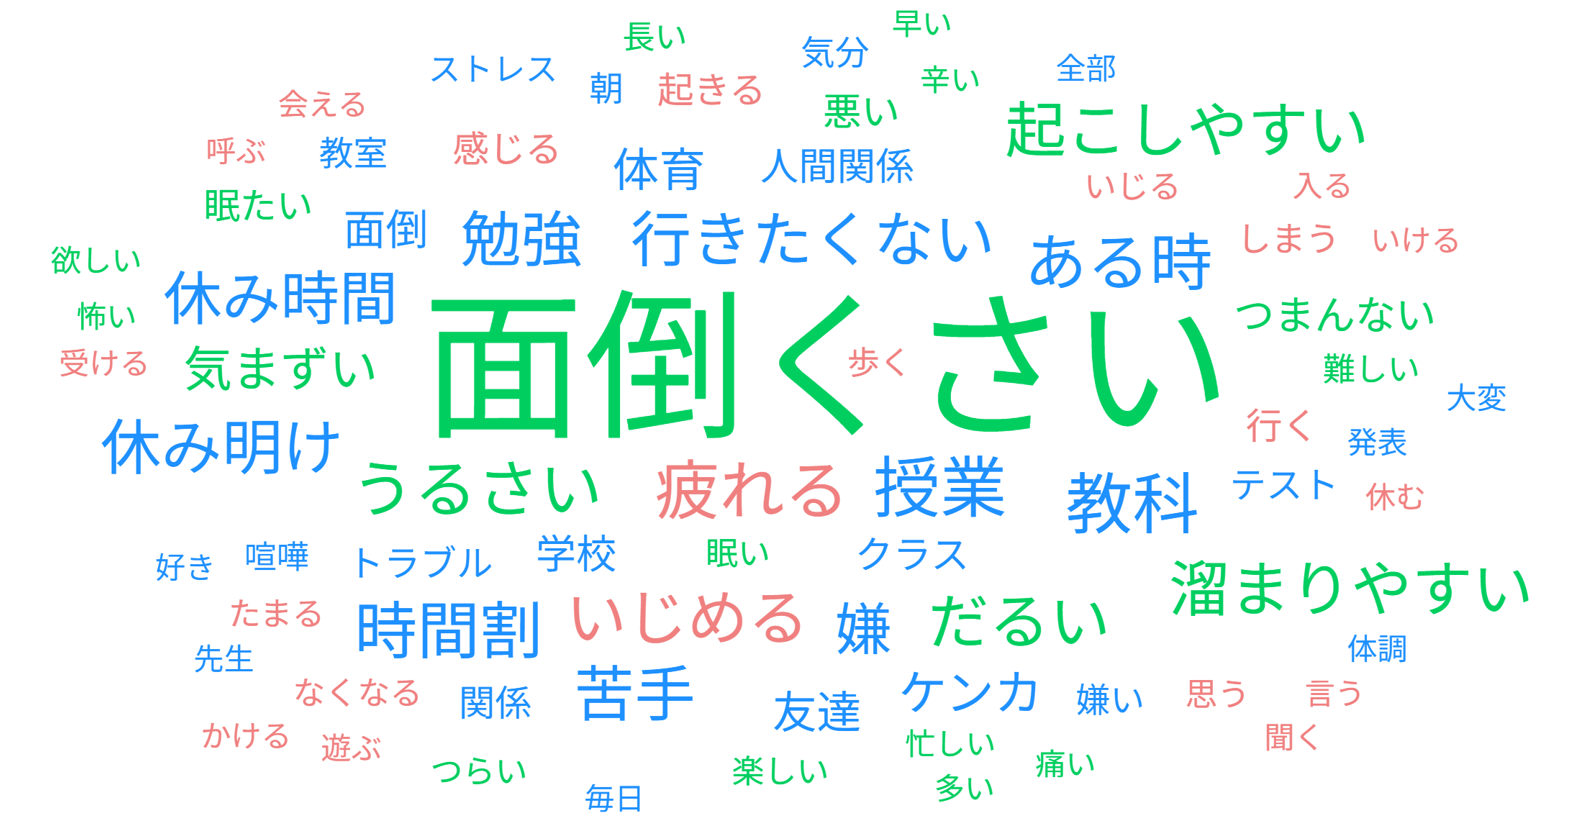 早い
長い
気分
ストレス
全部
辛い
朝
起きる
会える
悪い
起こしやすい
呼ぶ
教室
感じる
体育
人間関係
いじる
入る
眠たい
面倒
勉強
行きたくない
ある時
しまう
いける
欲しい
休み時間
怖い
つまんない
面倒くさい
歩く
受ける
気まずい
難しい
大変
行く
発表
休み明け
うるさい
疲れる
授業
教科
テスト
休む
好き
喧嘩
トラブル
学校
眠い
クラス
溜まりやすい
たまる
時間割
いじめる
嫌
だるい
先生
体調
なくなる
関係
苦手
友達
ケンカ
嫌い
思う
言う
かける
遊ぶ
忙しい
聞く
つらい
楽しい
痛い
多い
毎日